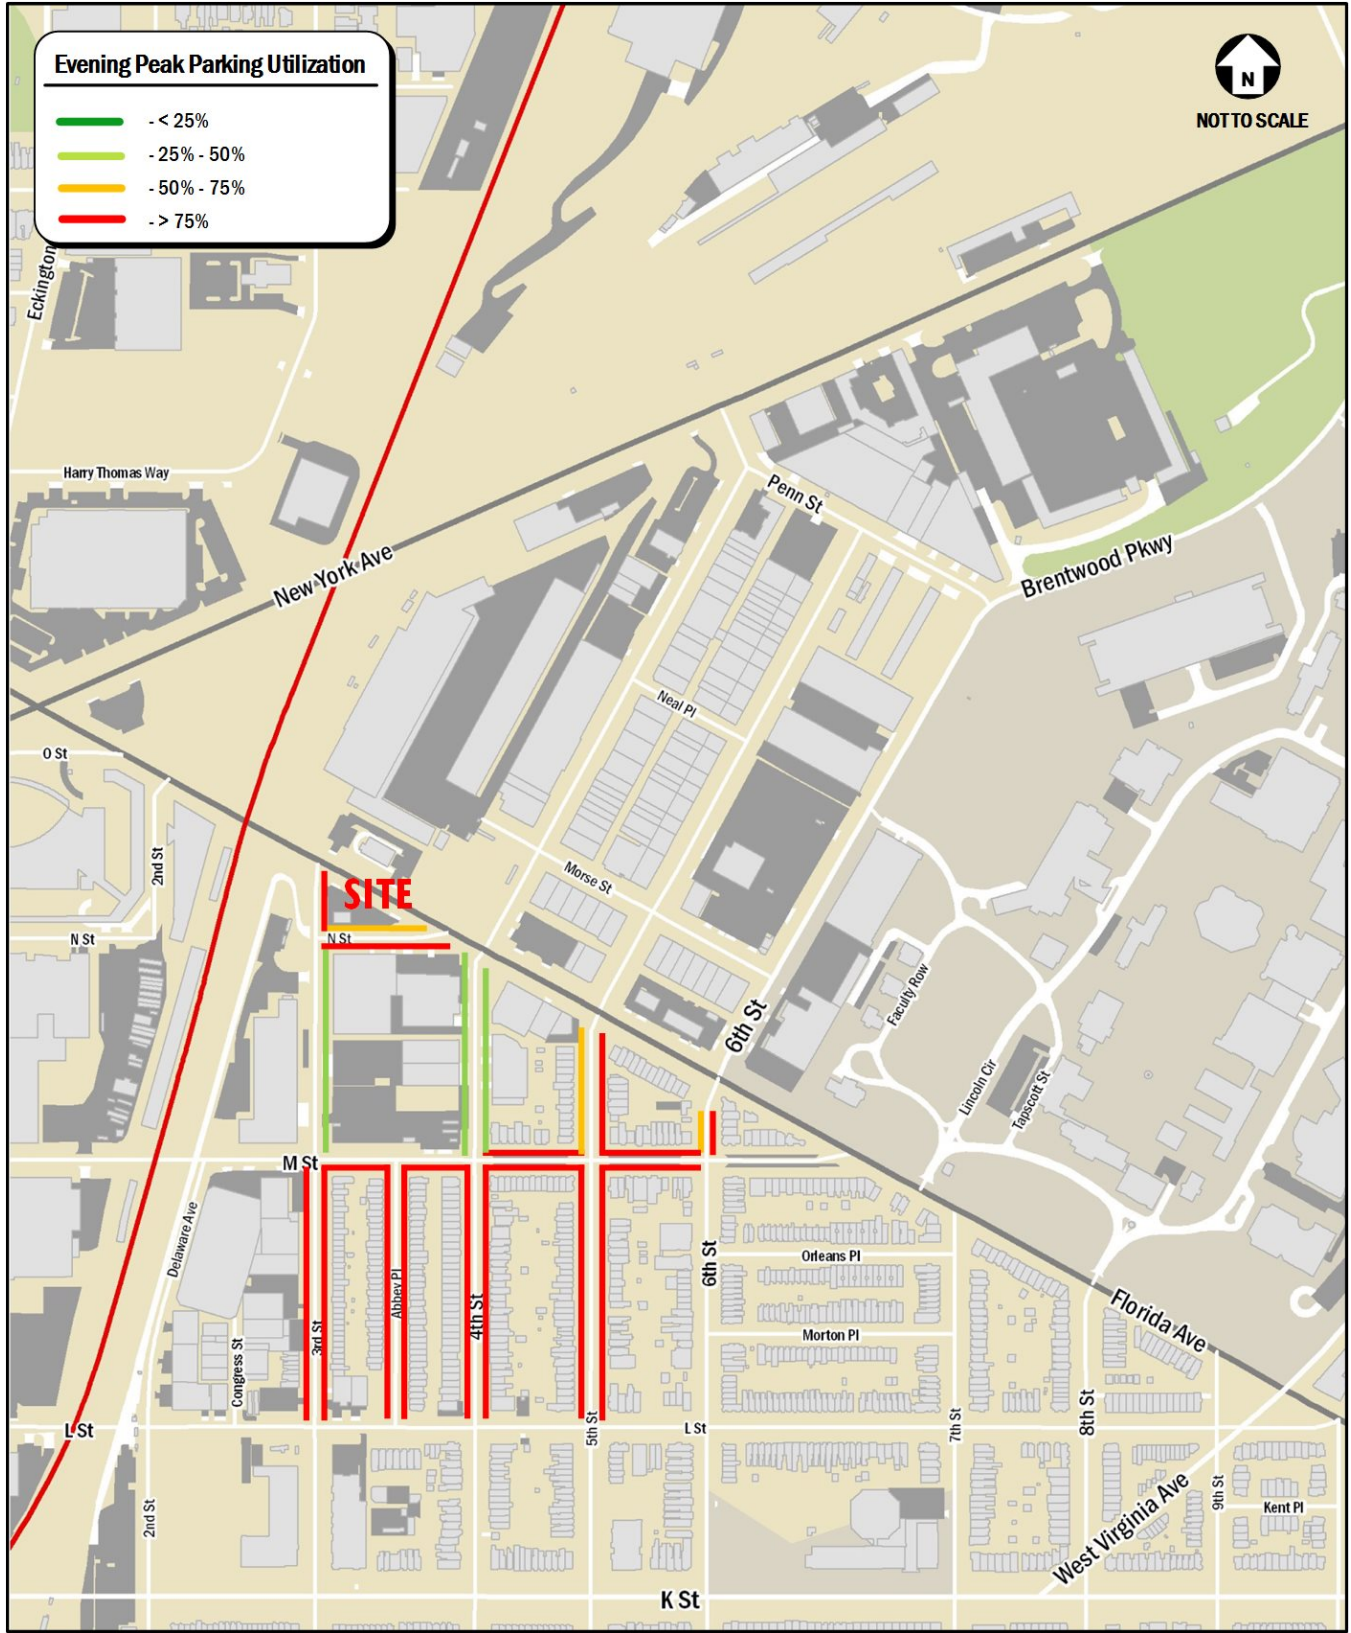 Evening Peak Parking Utilization
- < 25%
- 25% - 50%
- 50% - 75%
- > 75%
N
NOT TO SCALE
Eckington
Harry Thomas Way
New York Ave
Penn St
Brentwood Pkwy
Neal Pl
O St
2nd St
Morse St
SITE
N St
N St
Faculty Row
6th St
Lincoln Cir
Tapscott St
M St
Delaware Ave
Abbey Pl
4th St
3rd St
Congress St
6th St
Orleans Pl
Morton Pl
Florida Ave
L St
5th St
L St
7th St
8th St
9th St
2nd St
West Virginia Ave
Kent Pl
K St